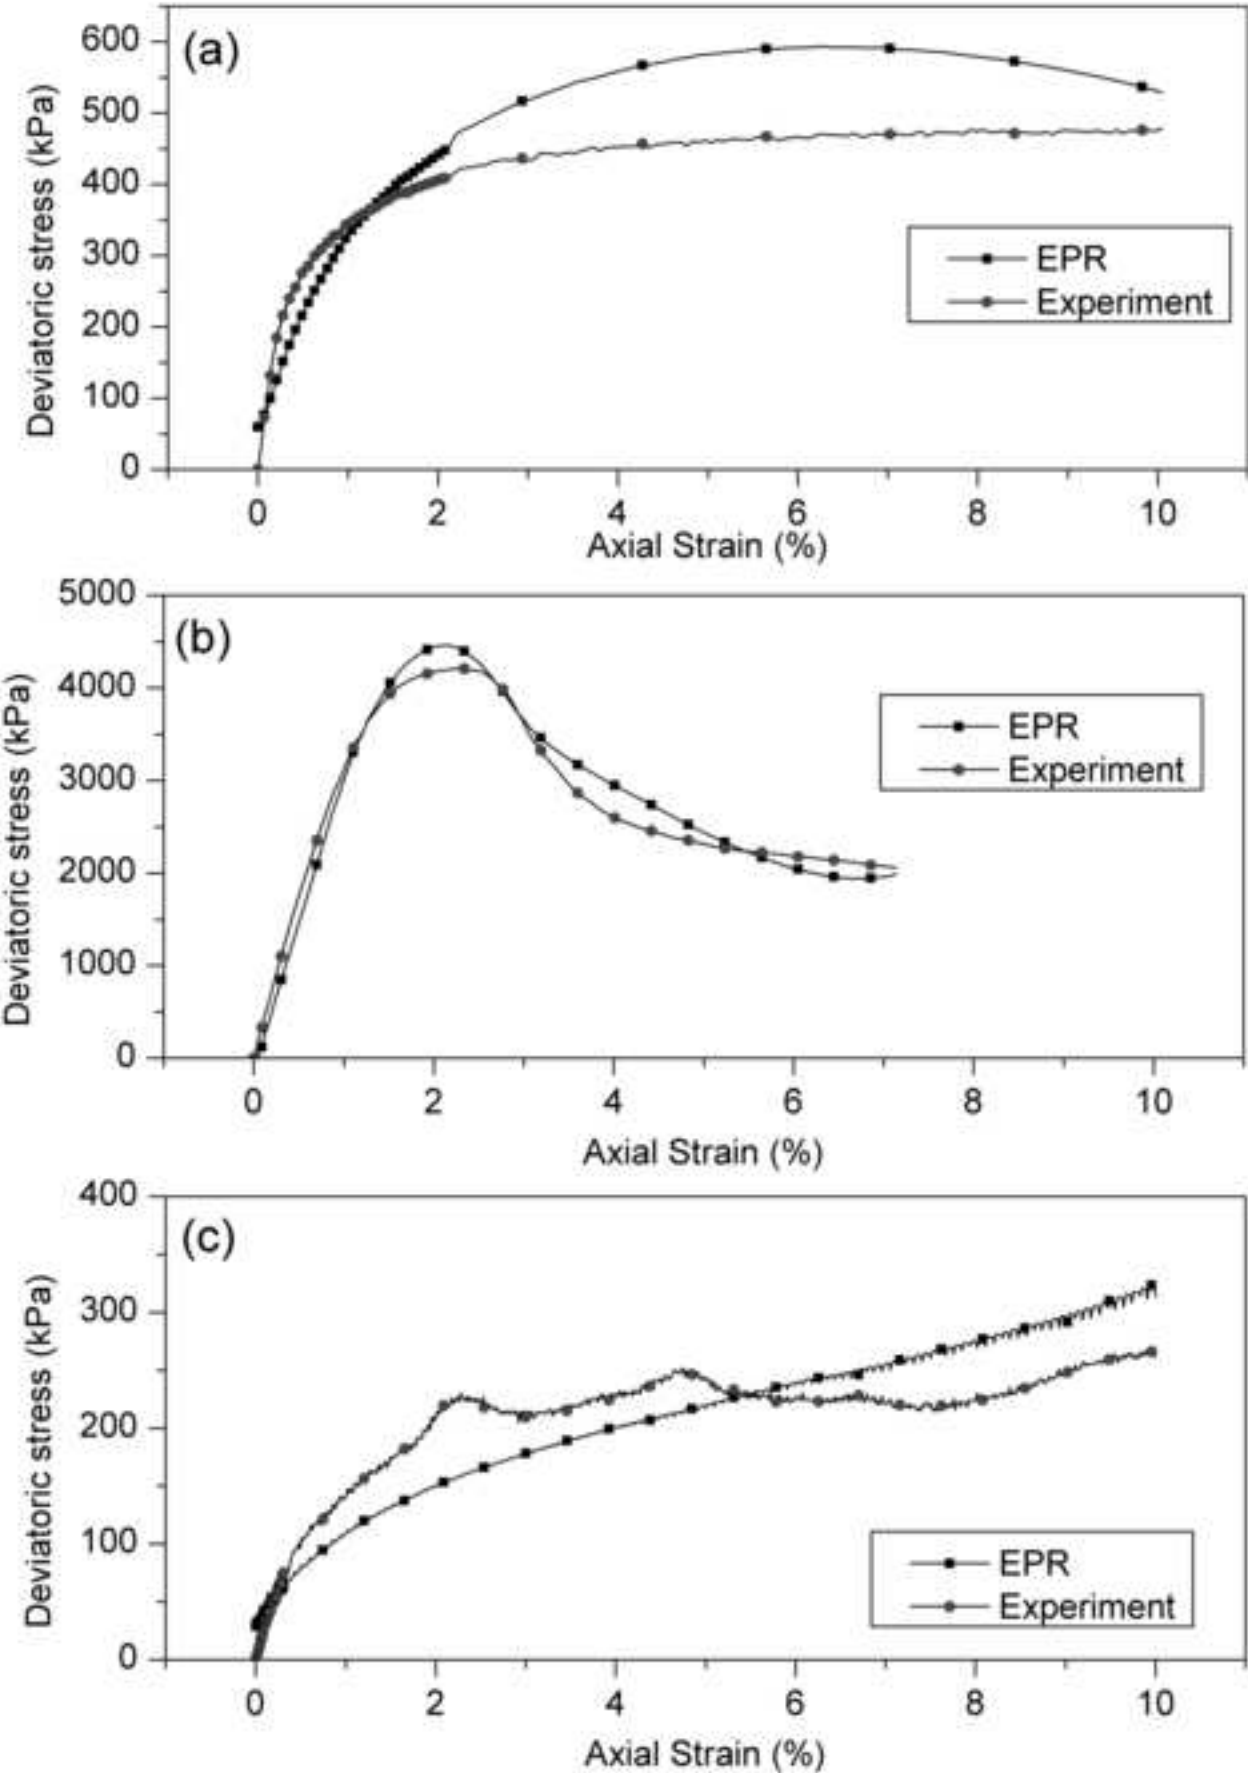 (a)
600
500
400
300
200
100
0
Deviatoric stress (kPa)
EPR
Experiment
0 2 4 6 8 10
Axial Strain (%)
(b)
5000
4000
3000
2000
1000
0
Deviatoric stress (kPa)
EPR
Experiment
0 2 4 6 8 10
Axial Strain (%)
(c)
400
300
200
100
0
Deviatoric stress (kPa)
EPR
Experiment
0 2 4 6 8 10
Axial Strain (%)